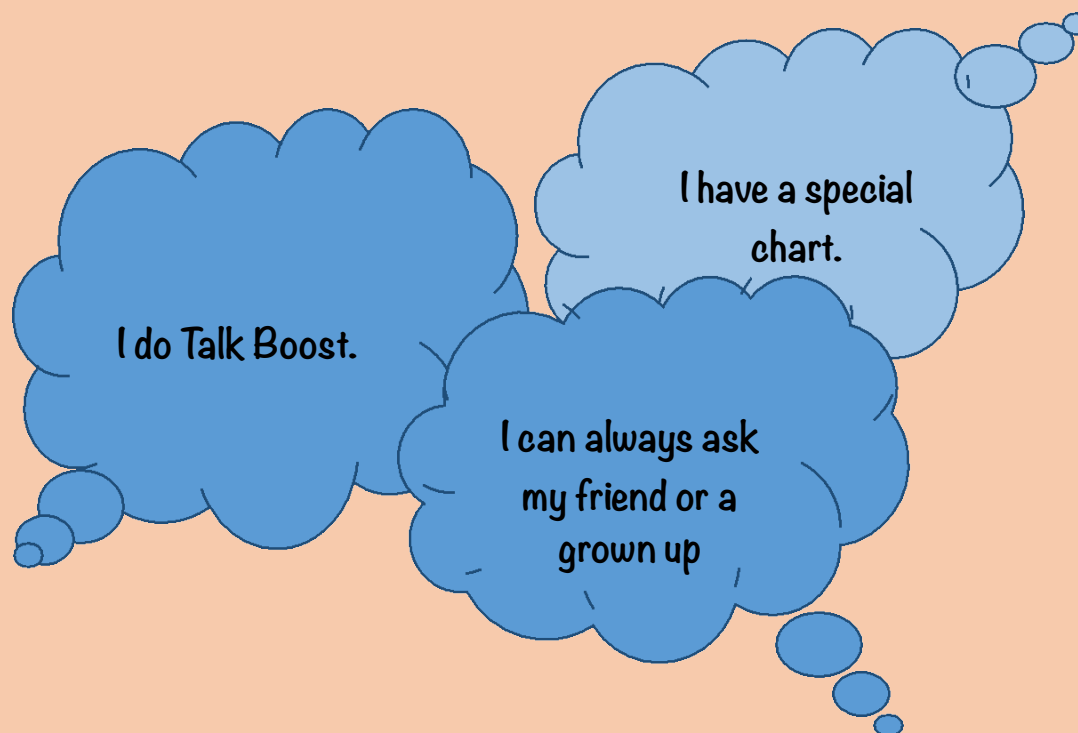 I have a special
chart.
I do Talk Boost.
I can always ask
my friend or a
grown up